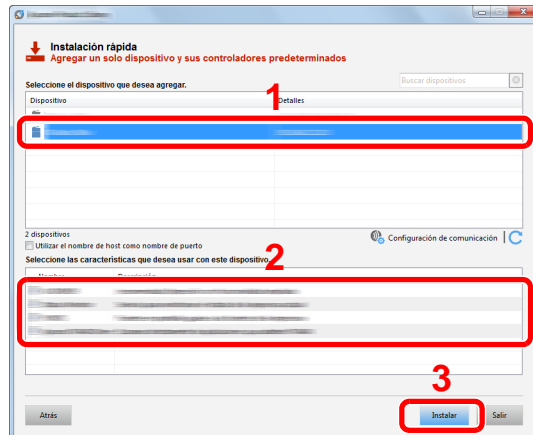 Instalación rápida
Agregar un solo dispositivo y sus controladores predeterminados
Buscar dispositivos
Seleccione el dispositivo que desea agregar.
1
Dispositivo Detalles
2 dispositivos
Configuración de comunicación
Utilizar el nombre de host como nombre de puerto
2
Seleccione las características que desea usar con este dispositivo.
Nombre Descripción
3
Atrás Instalar Salir